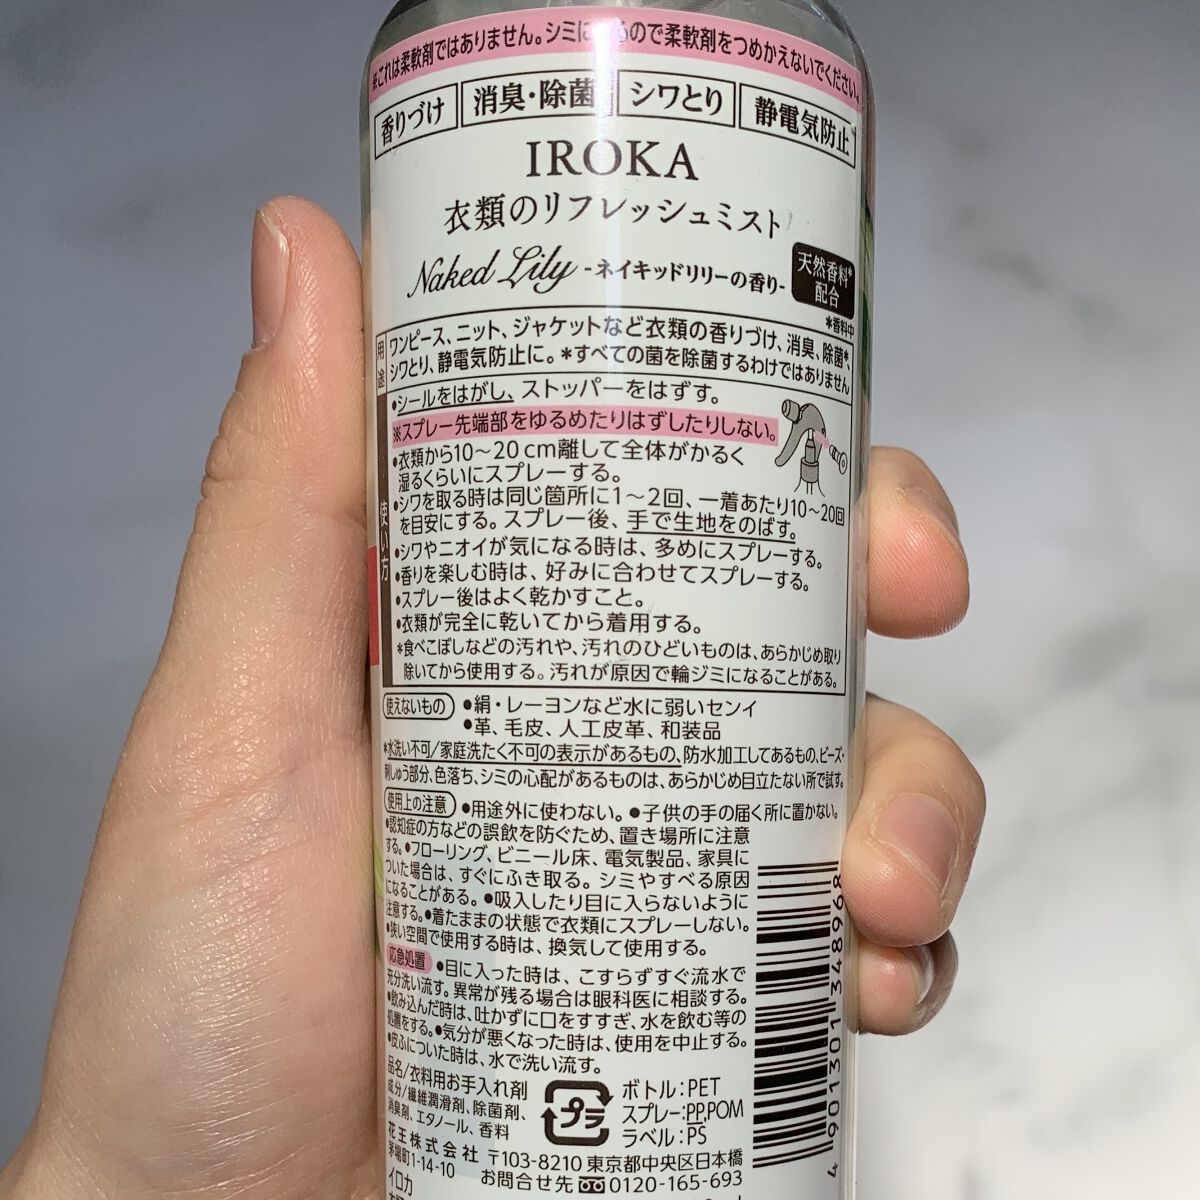 ※これは柔軟剤ではありません。シミに るので柔軟剤をつめかえないでください。
香りづけ 消臭・除菌 シワとり 静電気防止
IROKA
衣類のリフレッシュミスト
Naked Lily -ネイキッドリリーの香り-
天然香料*
配合
*香料中
用途
ワンピース、ニット、ジャケットなど衣類の香りづけ、消臭、除菌*、
シワとり、静電気防止に。*すべての菌を除菌するわけではありません
使い方
•シールをはがし、ストッパーをはずす。
※スプレー先端部をゆるめたりはずしたりしない。
•衣類から10～20cm離して全体がかるく
湿るくらいにスプレーする。
•シワを取る時は同じ箇所に1～2回、一着あたり10～20回
を目安にする。スプレー後、手で生地をのばす。
•シワやニオイが気になる時は、多めにスプレーする。
•香りを楽しむ時は、好みに合わせてスプレーする。
•スプレー後はよく乾かすこと。
•衣類が完全に乾いてから着用する。
*食べこぼしなどの汚れや、汚れのひどいものは、あらかじめ取り
除いてから使用する。汚れが原因で輪ジミになることがある。
使えないもの •絹・レーヨンなど水に弱いセンイ
•革、毛皮、人工皮革、和装品
*水洗い不可/家庭洗たく不可の表示があるもの、防水加工してあるもの、ビーズ・
刺しゅう部分、色落ち、シミの心配があるものは、あらかじめ目立たない所で試す。
使用上の注意 •用途外に使わない。•子供の手の届く所に置かない。
•認知症の方などの誤飲を防ぐため、置き場所に注意
する。•フローリング、ビニール床、電気製品、家具に
ついた場合は、すぐにふき取る。シミやすべる原因
になることがある。•吸入したり目に入らないように
注意する。•着たままの状態で衣類にスプレーしない。
•狭い空間で使用する時は、換気して使用する。
応急処置 •目に入った時は、こすらずすぐ流水で
充分洗い流す。異常が残る場合は眼科医に相談する。
•飲み込んだ時は、吐かずに口をすすぎ、水を飲む等の
処置をする。•気分が悪くなった時は、使用を中止する。
•皮ふについた時は、水で洗い流す。
品名/衣料用お手入れ剤
成分/繊維潤滑剤、除菌剤、
消臭剤、エタノール、香料
プラ
ボトル:PET
スプレー:PP,POM
ラベル:PS
花王株式会社 〒103-8210 東京都中央区日本橋
茅場町1-14-10 お問合せ先 0120-165-693
イロカ
4 901301 348968